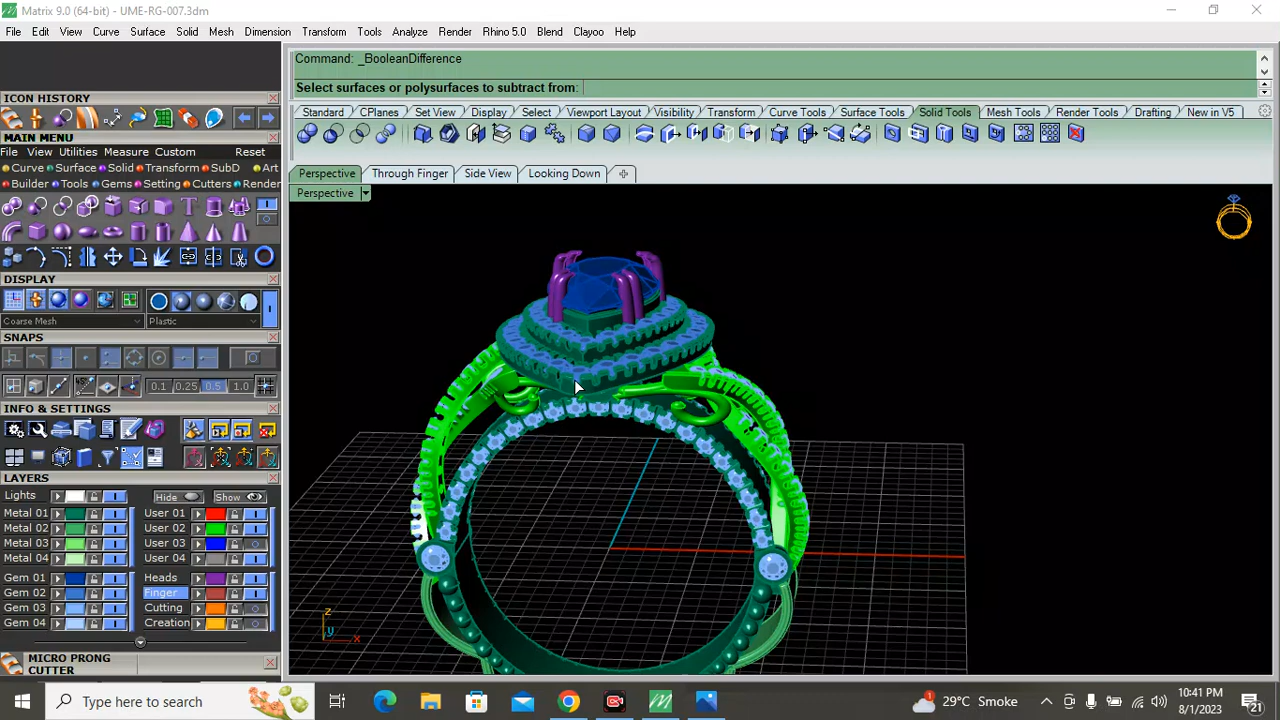 Matrix 9.0 (64-bit) - UME-RG-007.3dm
File Edit View Curve Surface Solid Mesh Dimension Transform Tools Analyze Render Rhino 5.0 Blend Clayoo Help
Command: _BooleanDifference
Select surfaces or polysurfaces to subtract from:
ICON HISTORY
Standard CPlanes Set View Display Select Viewport Layout Visibility Transform Curve Tools Surface Tools Solid Tools Mesh Tools Render Tools Drafting New in V5
MAIN MENU
File View Utilities Measure Custom Reset
Curve Surface Solid Transform SubD Art
Builder Tools Gems Setting Cutters Render
Perspective Through Finger Side View Looking Down
Perspective
DISPLAY
Coarse Mesh Plastic
SNAPS
0.1 0.25 0.5 1.0
INFO & SETTINGS
LAYERS
Lights Hide Show
Metal 01 User 01
Metal 02 User 02
Metal 03 User 03
Metal 04 User 04
Gem 01 Heads
Gem 02 Finger
Gem 03 Cutting
Gem 04 Creation
MICRO PRONG
z
y x
Type here to search
1 29°C Smoke
10:41 PM
8/1/2023
21